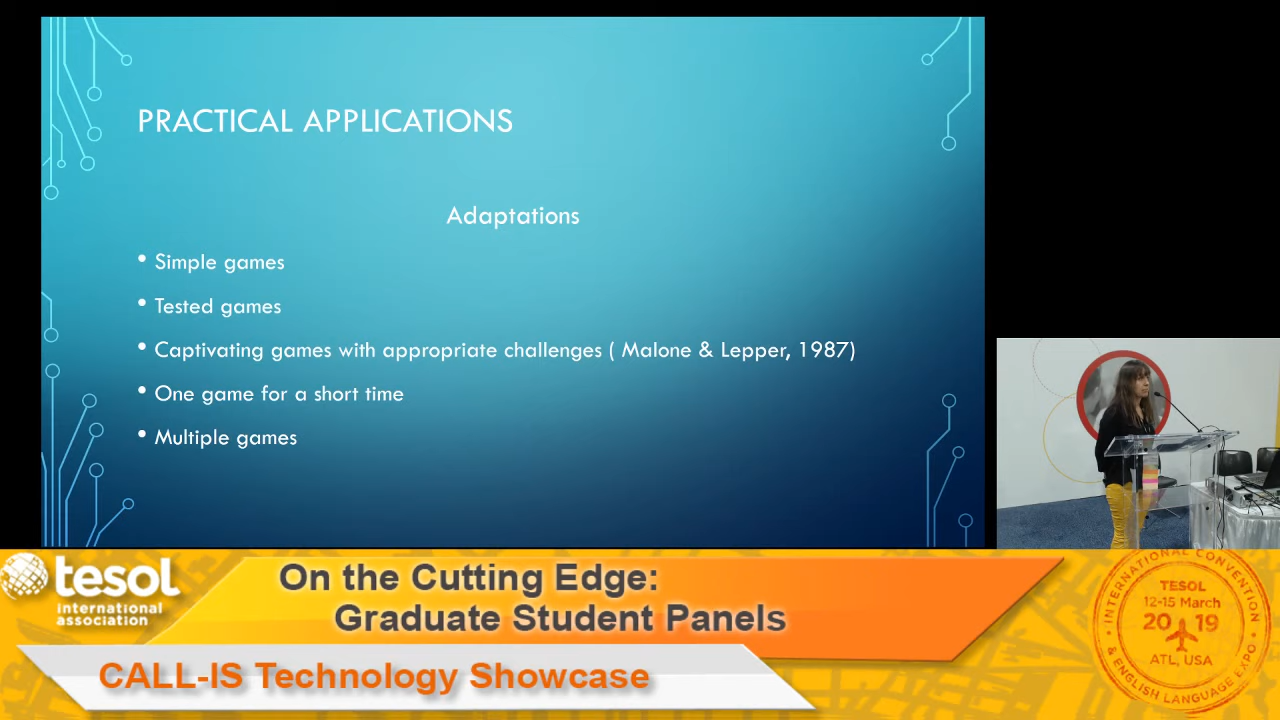 PRACTICAL APPLICATIONS
Adaptations
• Simple games
• Tested games
• Captivating games with appropriate challenges ( Malone & Lepper, 1987)
• One game for a short time
• Multiple games
tesol
international
association
On the Cutting Edge:
Graduate Student Panels
CALL-IS Technology Showcase
INTERNATIONAL CONVENTION
TESOL
12-15 March
2019
ATL, USA
& ENGLISH LANGUAGE EXPO